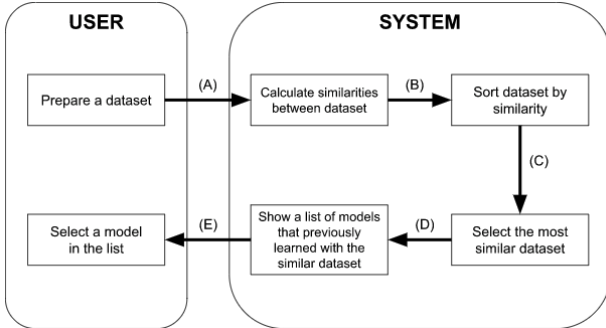 USER
SYSTEM
Prepare a dataset
(A)
Calculate similarities
between dataset
(B)
Sort dataset by
similarity
(C)
Select a model
in the list
(E)
Show a list of models
that previously
learned with the
similar dataset
(D)
Select the most
similar dataset